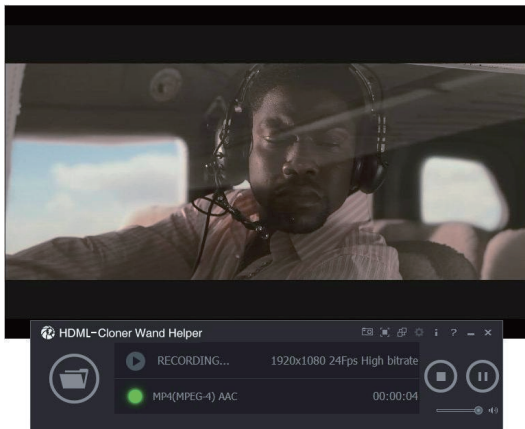 HDML-Cloner Wand Helper
RECORDING... 1920x1080 24Fps High bitrate
MP4(MPEG-4) AAC 00:00:04